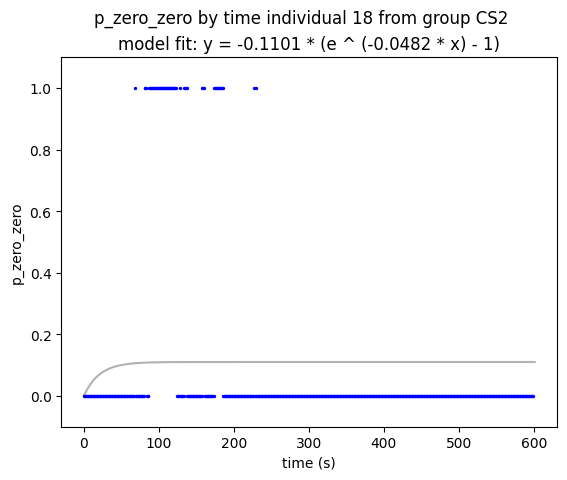 p_zero_zero by time individual 18 from group CS2
model fit: y = -0.1101 * (e ^ (-0.0482 * x) - 1)
1.0
0.8
0.6
0.4
0.2
0.0
p_zero_zero
0 100 200 300 400 500 600
time (s)